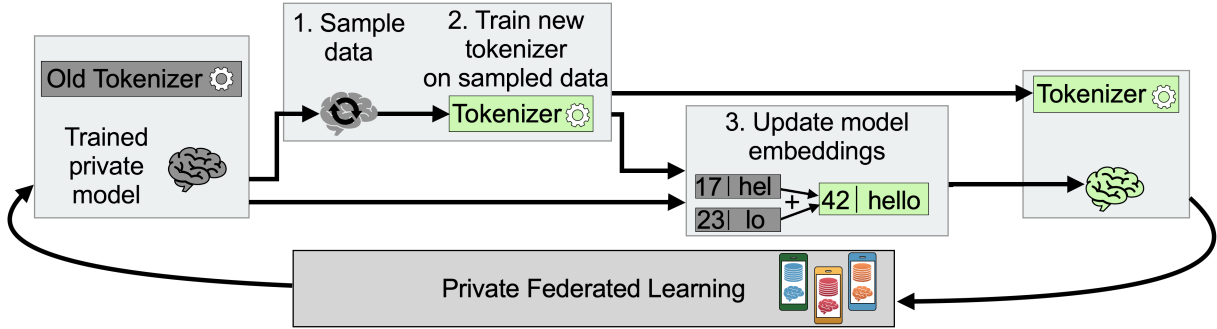 Old Tokenizer
Trained
private
model
1. Sample
data
2. Train new
tokenizer
on sampled data
Tokenizer
3. Update model
embeddings
17| hel
23| lo
+
42| hello
Tokenizer
Private Federated Learning